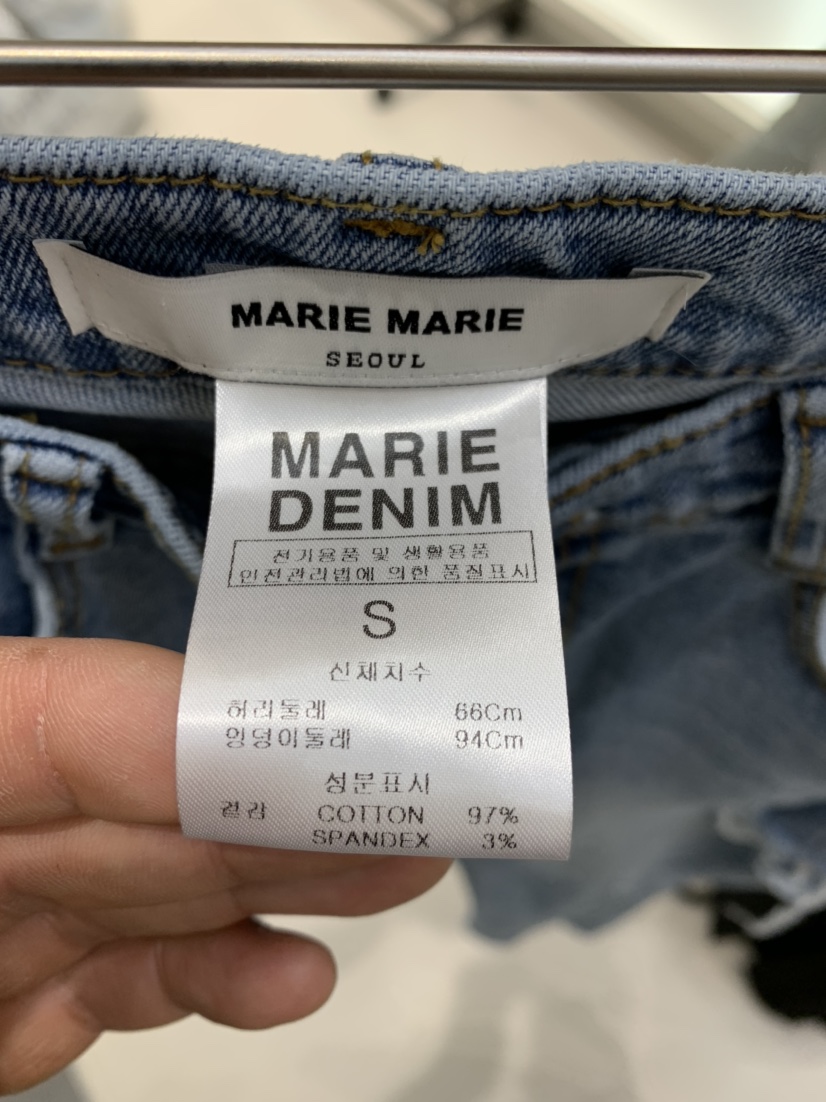 MARIE MARIE
SEOUL
MARIE
DENIM
전기용품 및 생활용품
안전관리법에 의한 품질표시
S
신체치수
허리둘레 66Cm
엉덩이둘레 94Cm
성분표시
겉감 COTTON 97%
SPANDEX 3%